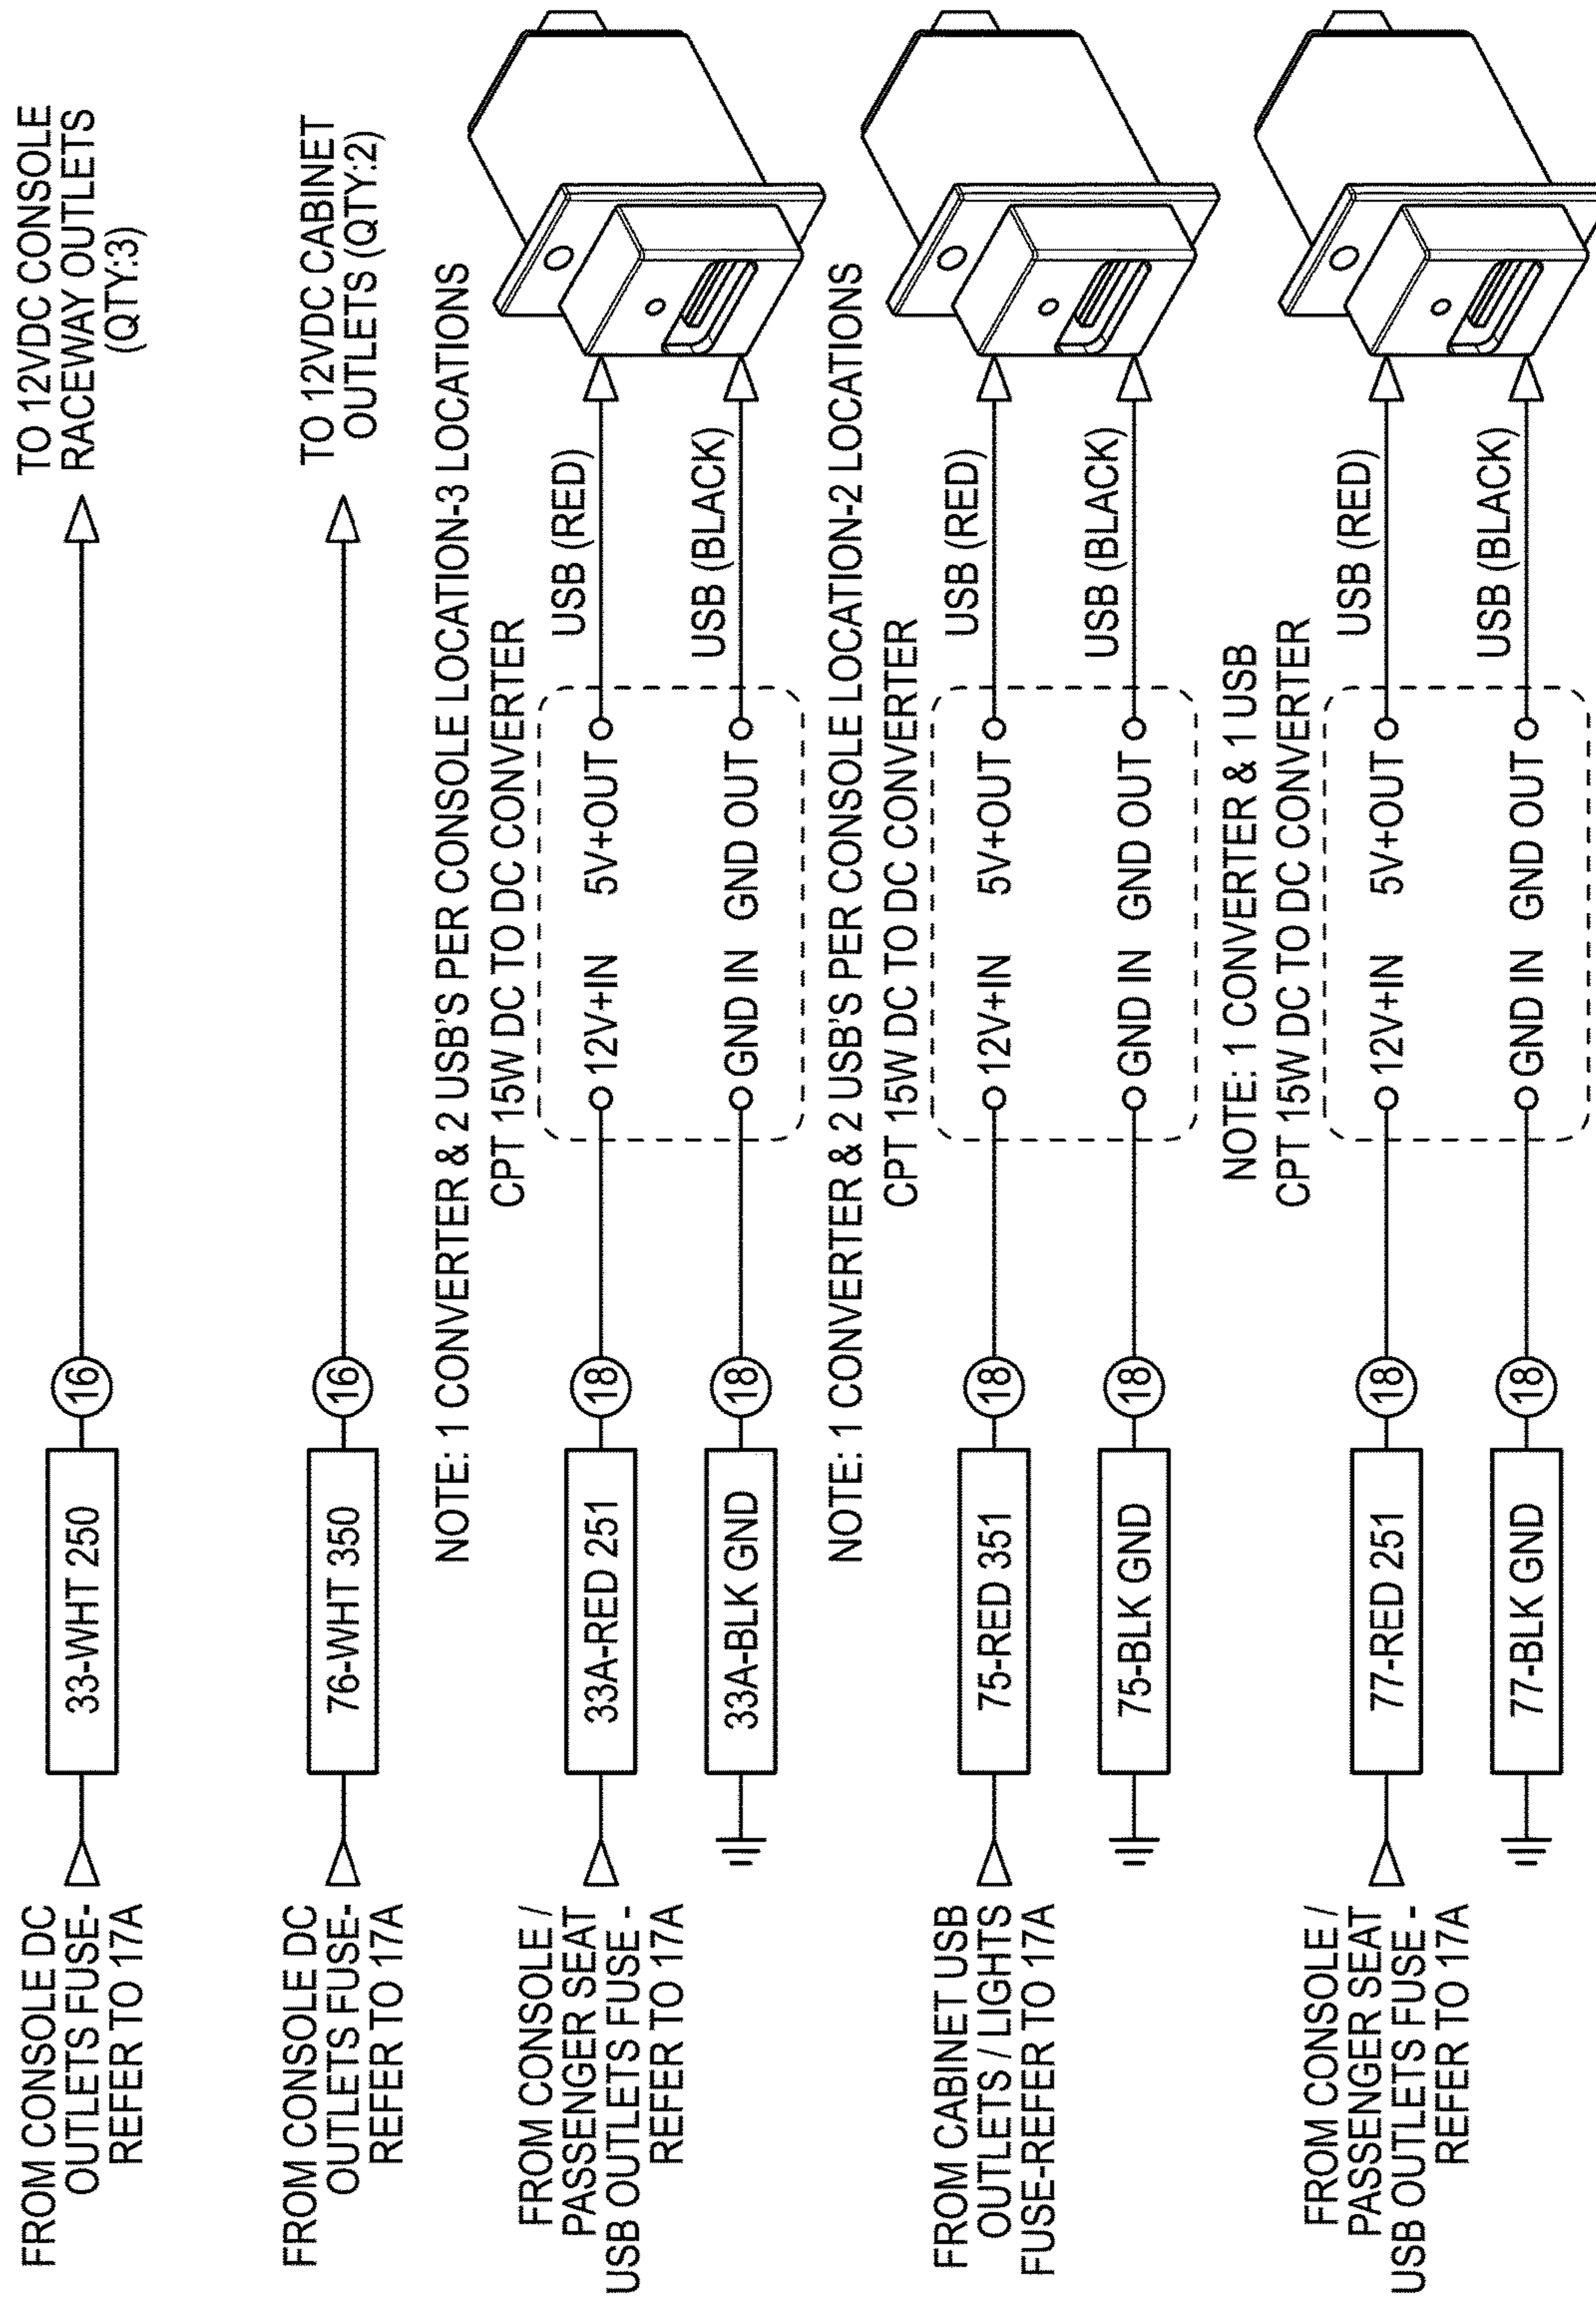 FROM CONSOLE DC
OUTLETS FUSE-
REFER TO 17A
33-WHT 250
16
TO 12VDC CONSOLE
RACEWAY OUTLETS
(QTY:3)
FROM CONSOLE DC
OUTLETS FUSE-
REFER TO 17A
76-WHT 350
16
TO 12VDC CABINET
OUTLETS (QTY:2)
NOTE: 1 CONVERTER & 2 USB'S PER CONSOLE LOCATION-3 LOCATIONS
CPT 15W DC TO DC CONVERTER
FROM CONSOLE /
PASSENGER SEAT
USB OUTLETS FUSE -
REFER TO 17A
33A-RED 251
18
12V+IN 5V+OUT
USB (RED)
33A-BLK GND
18
GND IN GND OUT
USB (BLACK)
NOTE: 1 CONVERTER & 2 USB'S PER CONSOLE LOCATION-2 LOCATIONS
CPT 15W DC TO DC CONVERTER
FROM CABINET USB
OUTLETS / LIGHTS
FUSE-REFER TO 17A
75-RED 351
18
12V+IN 5V+OUT
USB (RED)
75-BLK GND
18
GND IN GND OUT
USB (BLACK)
NOTE: 1 CONVERTER & 1 USB
CPT 15W DC TO DC CONVERTER
FROM CONSOLE /
PASSENGER SEAT
USB OUTLETS FUSE -
REFER TO 17A
77-RED 251
18
12V+IN 5V+OUT
USB (RED)
77-BLK GND
18
GND IN GND OUT
USB (BLACK)